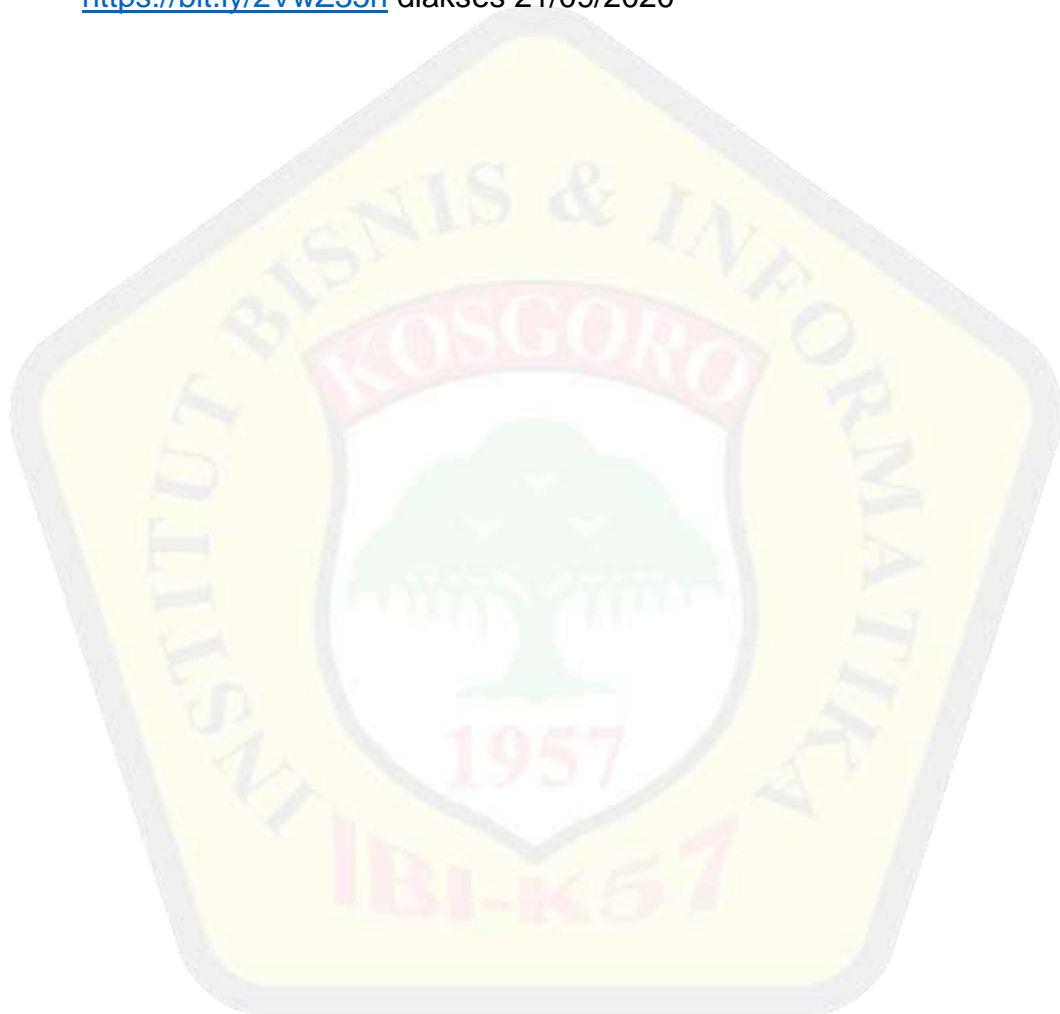 diakses 21/05/2020
INSTITUT BISNIS & INFORMATIKA
KOSGORO
1957
IBI-K57